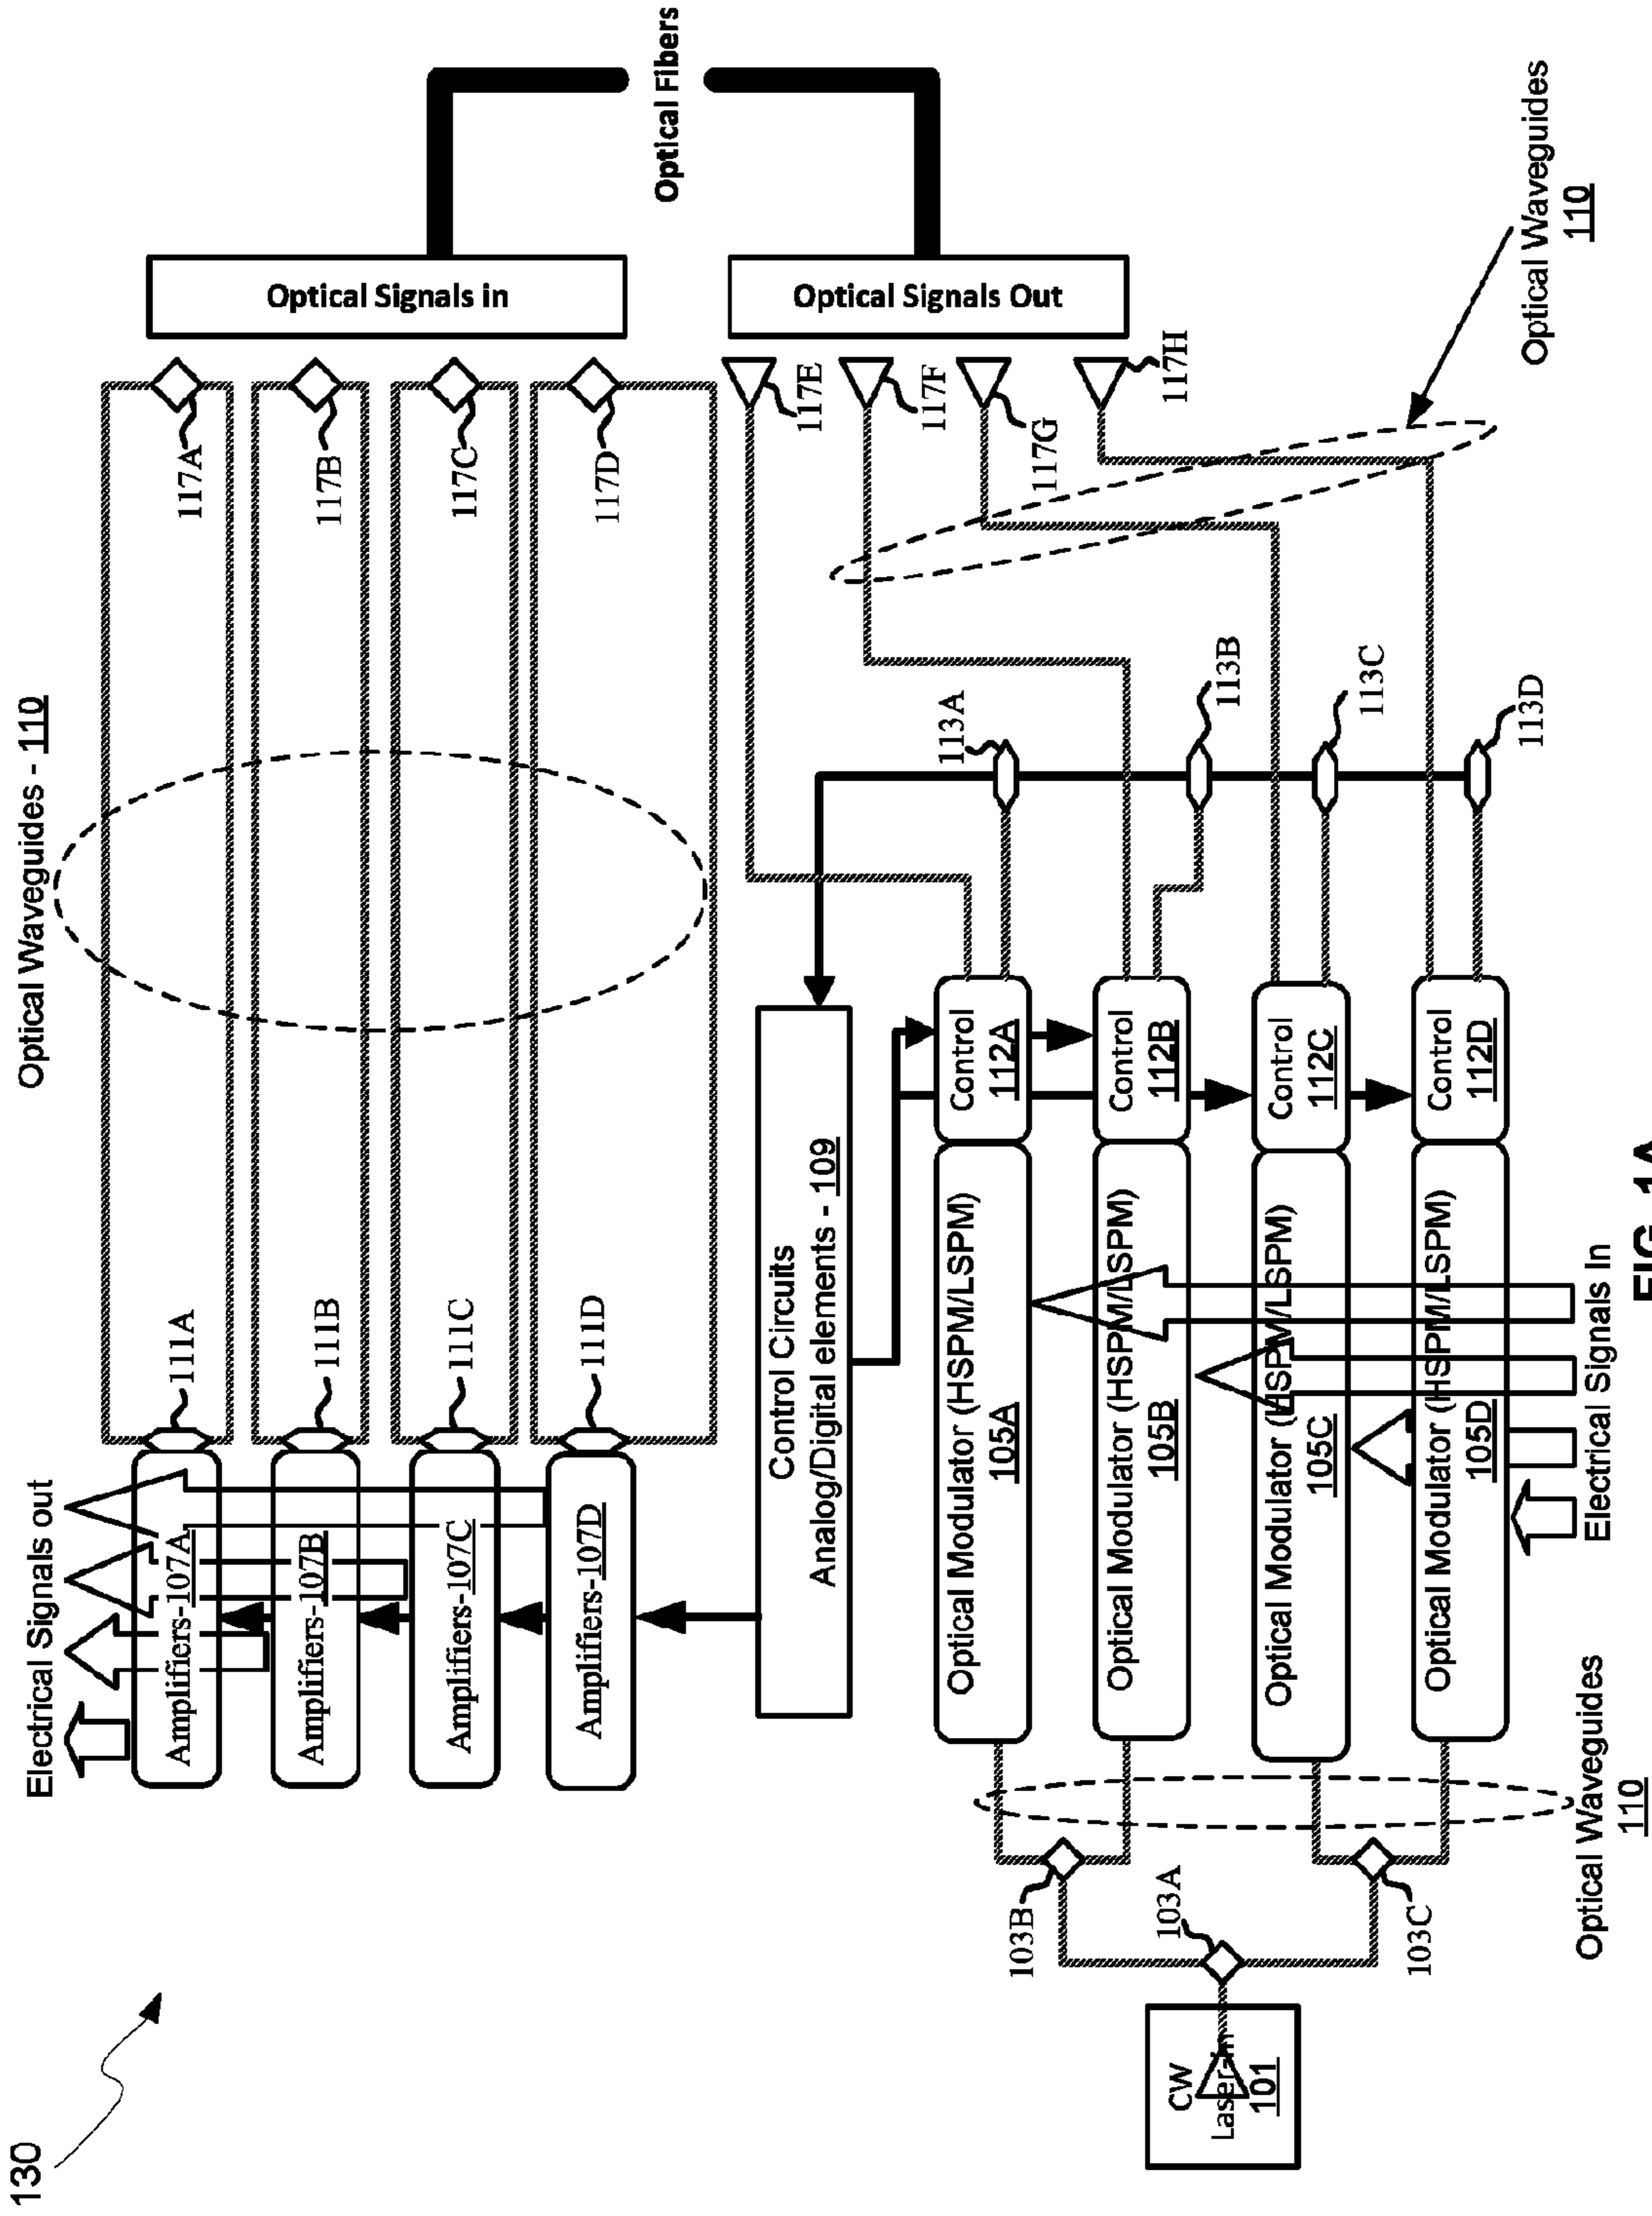 130
Optical Waveguides - 110
Electrical Signals out
Amplifiers-107A
Amplifiers-107B
Amplifiers-107C
Amplifiers-107D
111A
111B
111C
111D
117A
117B
117C
117D
Optical Signals in
Optical Fibers
Optical Signals Out
117E
117F
117G
117H
Optical Waveguides
110
Control Circuits
Analog/Digital elements - 109
113A
113B
113C
113D
Control
112A
Control
112B
Control
112C
Control
112D
Optical Modulator (HSPM/LSPM)
105A
Optical Modulator (HSPM/LSPM)
105B
Optical Modulator (HSPM/LSPM)
105C
Optical Modulator (HSPM/LSPM)
105D
103A
103B
103C
CW
Laser-In
101
Optical Waveguides
110
Electrical Signals In
FIG. 1A